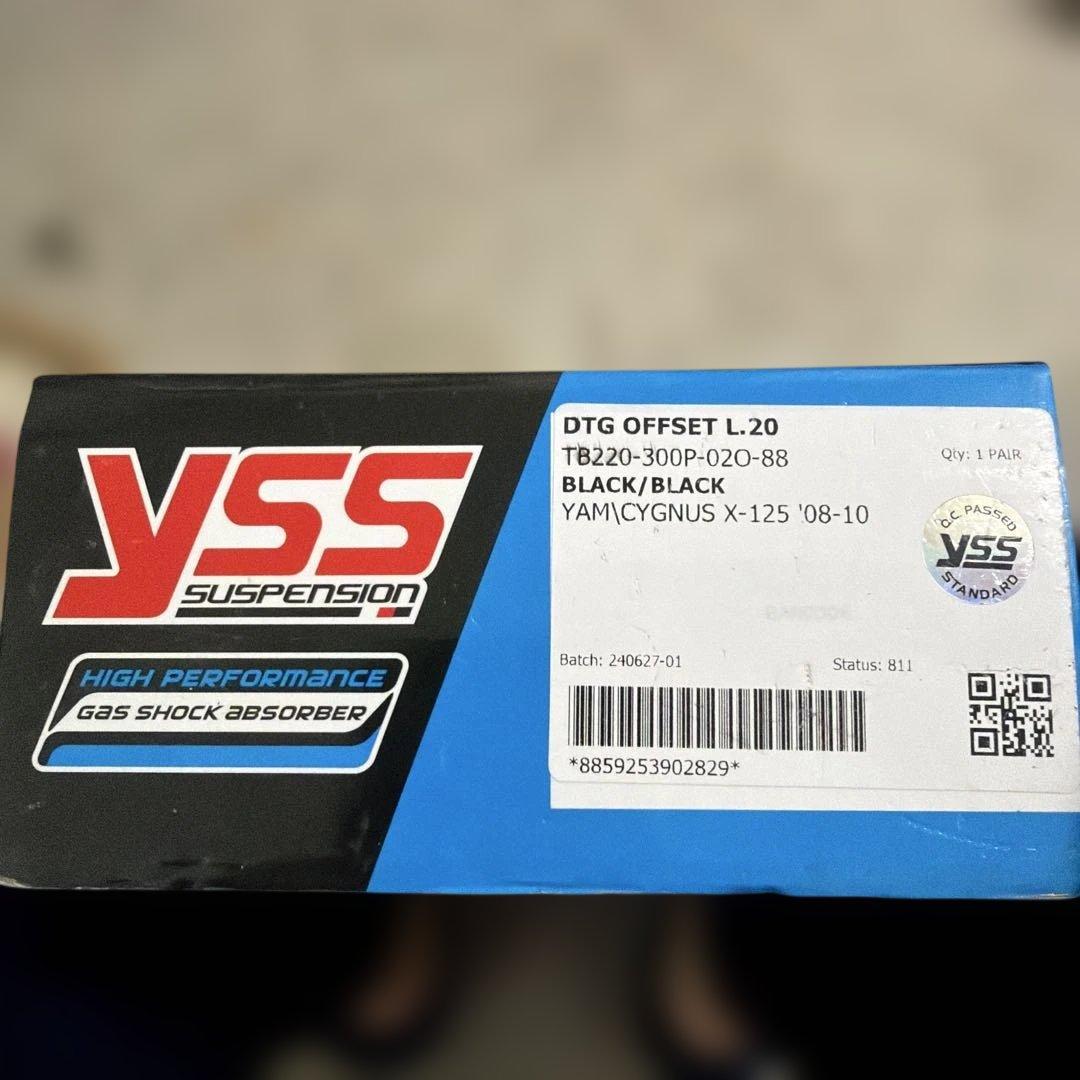 YSS
SUSPENSION
HIGH PERFORMANCE
GAS SHOCK ABSORBER
DTG OFFSET L.20
TB220-300P-02O-88
Qty: 1 PAIR
BLACK/BLACK
YAM\CYGNUS X-125 '08-10
Q.C. PASSED
YSS
STANDARD
Batch: 240627-01
Status: 811
*8859253902829*